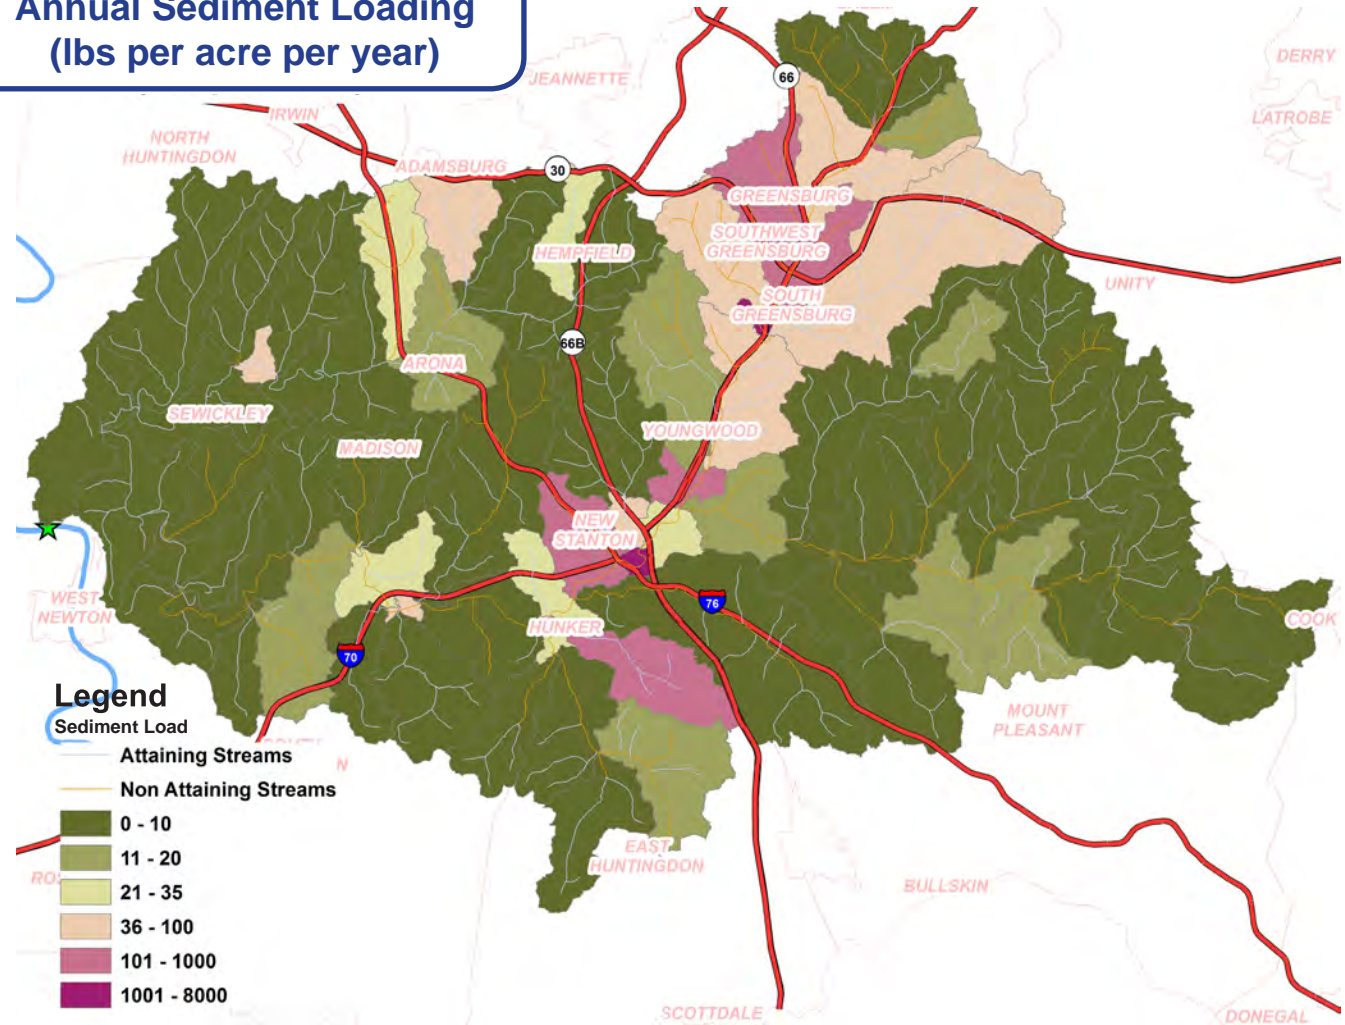 Annual Sediment Loading
(lbs per acre per year)
DERRY
JEANNETTE
66
LATROBE
IRWIN
NORTH
HUNTINGDON
ADAMSBURG
30
GREENSBURG
SOUTHWEST
GREENSBURG
HEMPFIELD
UNITY
SOUTH
GREENSBURG
66B
ARONA
SEWICKLEY
YOUNGWOOD
MADISON
NEW
STANTON
WEST
NEWTON
76
COOK
HUNKER
70
MOUNT
PLEASANT
EAST
HUNTINGDON
BULLSKIN
SCOTTDALE
DONEGAL
Legend
Sediment Load
Attaining Streams
Non Attaining Streams
0 - 10
11 - 20
21 - 35
36 - 100
101 - 1000
1001 - 8000